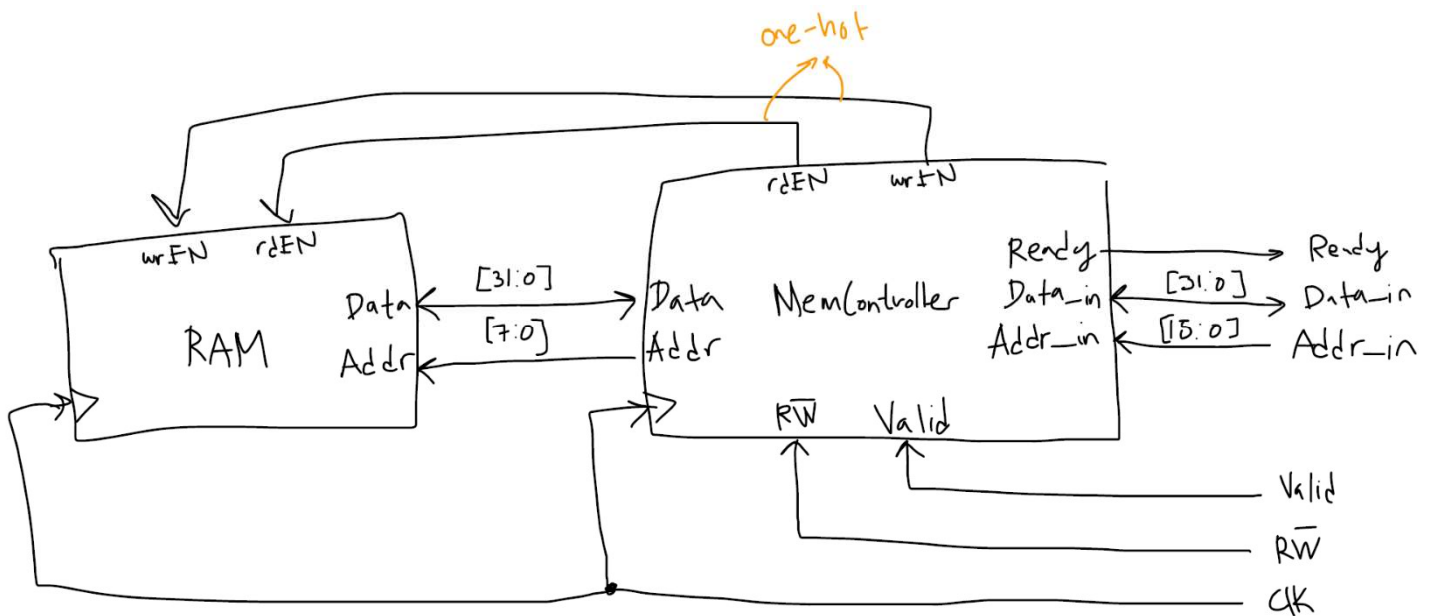 one-hot
rdEN wrEN
wrEN rdEN
Ready Ready
[31:0] [31:0]
Data Data MemController Data_in Data_in
[7:0] [15:0]
RAM Addr Addr Addr_in Addr_in
RW̅ Valid
Valid
RW̅
Clk